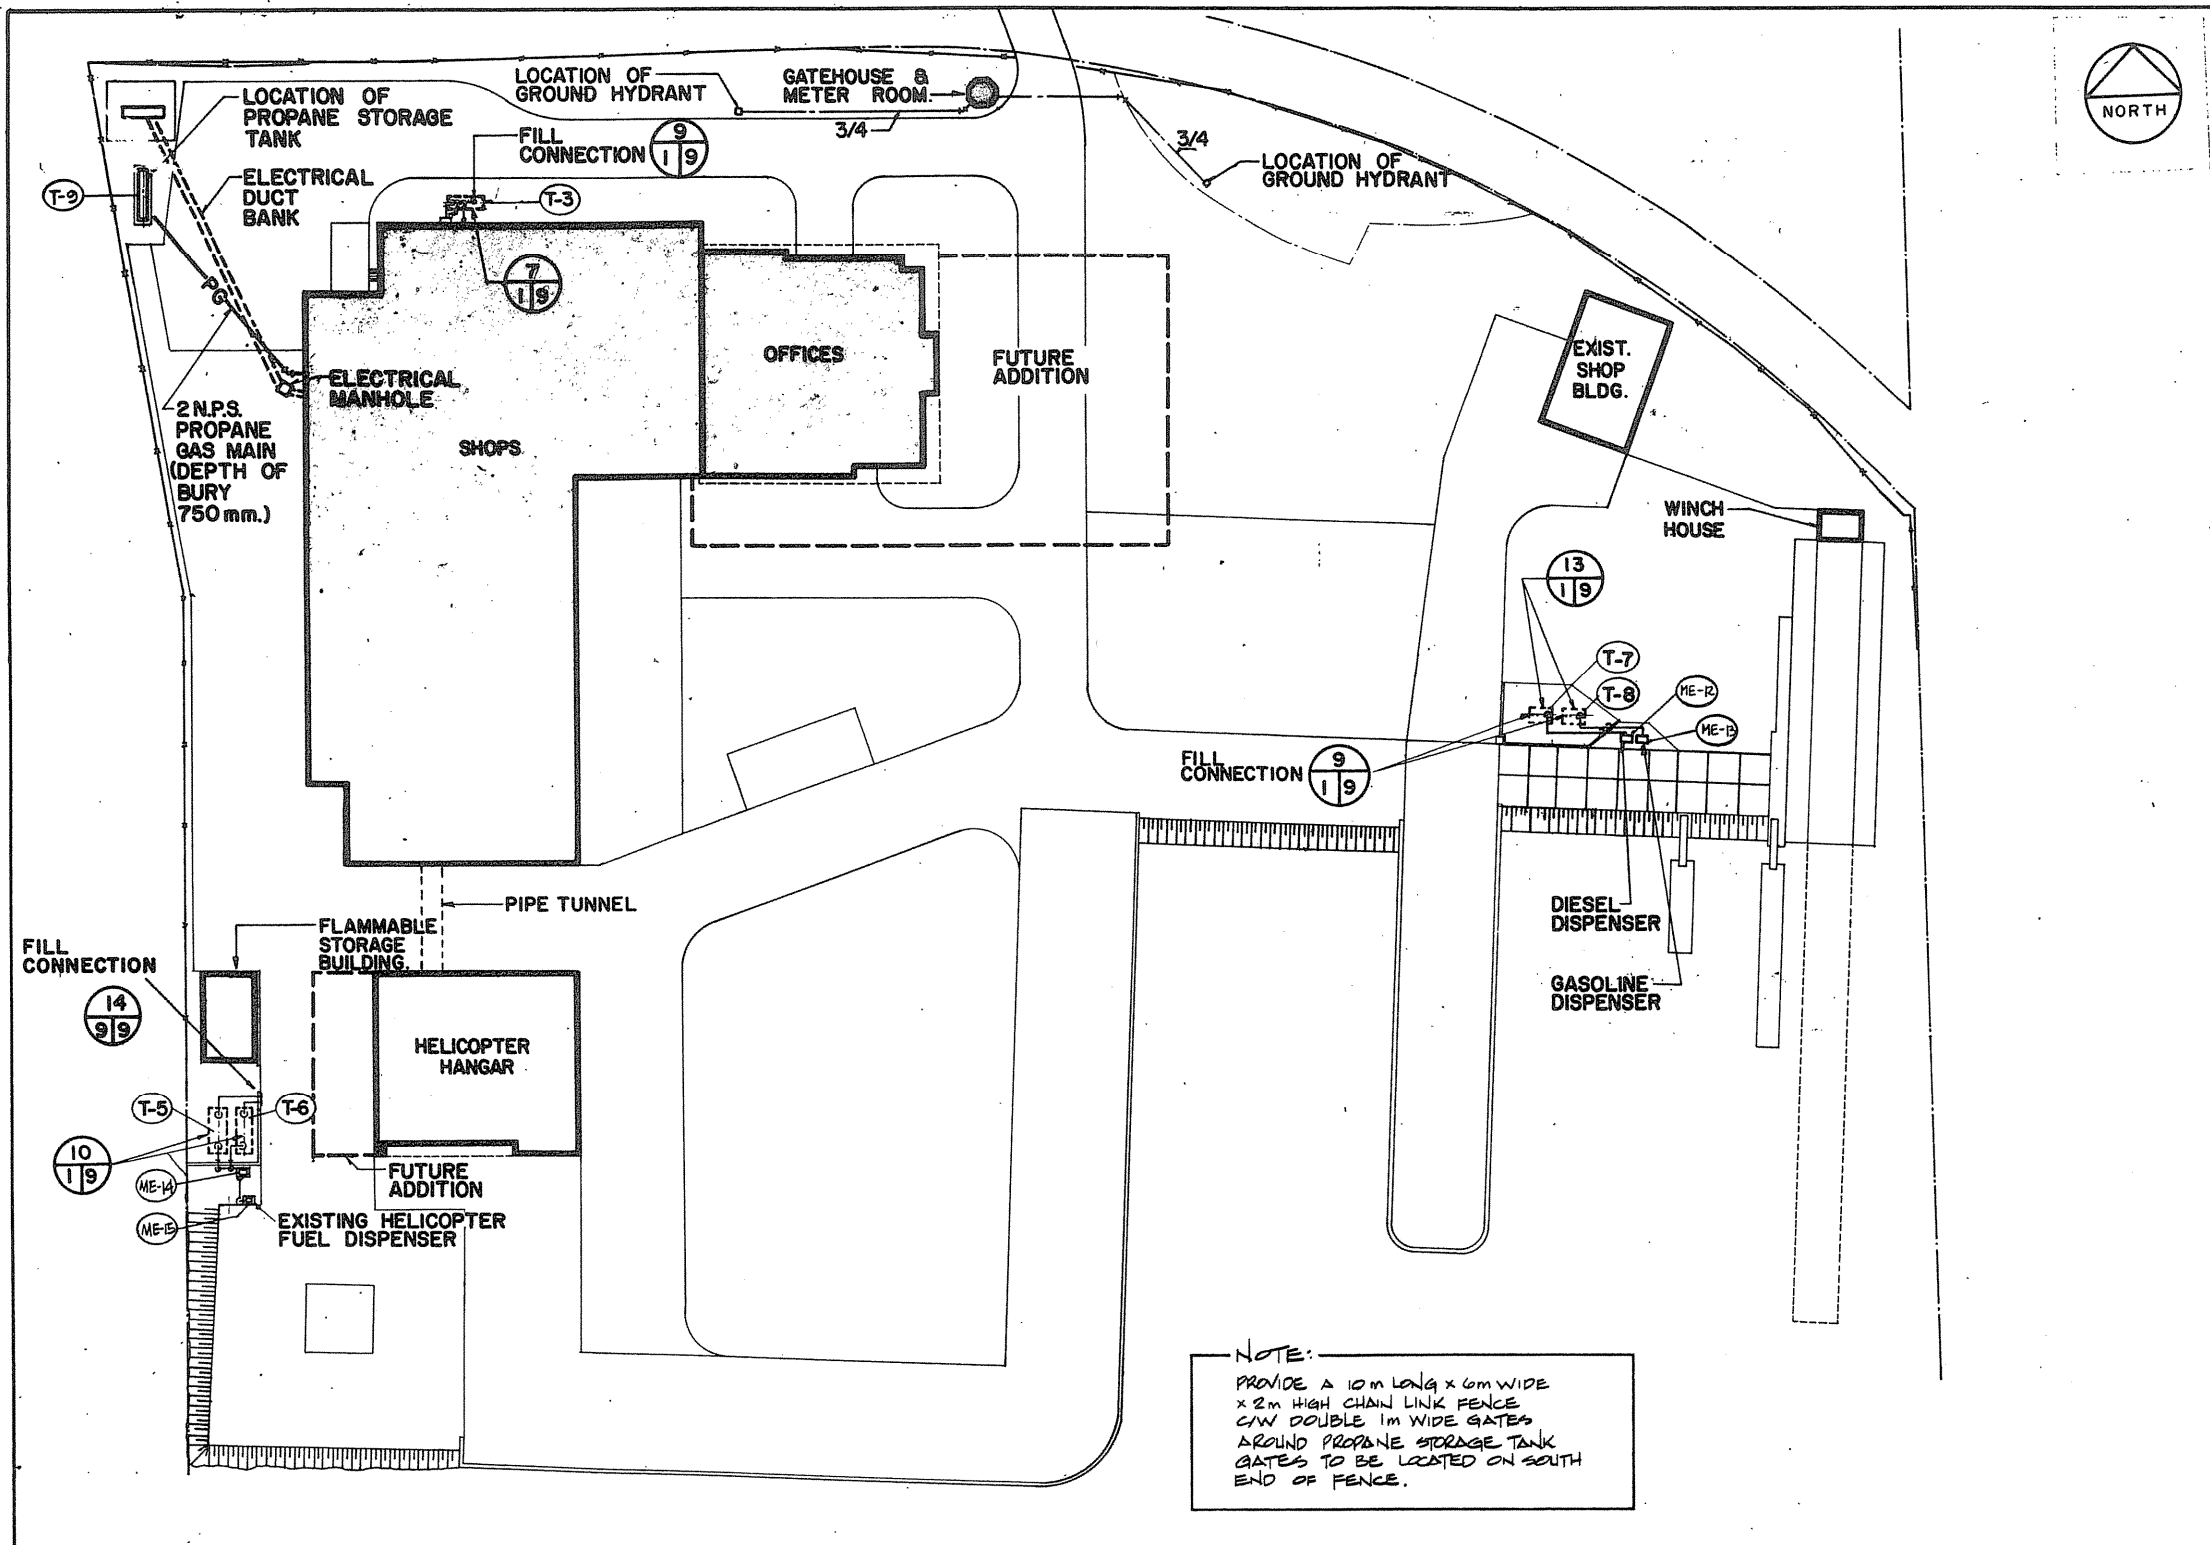 LOCATION OF
GROUND HYDRANT
GATEHOUSE &
METER ROOM.
NORTH
LOCATION OF
PROPANE STORAGE
TANK
3/4
FILL
CONNECTION
9
1 9
3/4
LOCATION OF
GROUND HYDRANT
T-9
ELECTRICAL
DUCT
BANK
T-3
7
1 9
PG
OFFICES
FUTURE
ADDITION
EXIST.
SHOP
BLDG.
ELECTRICAL
MANHOLE
2 N.P.S.
PROPANE
GAS MAIN
(DEPTH OF
BURY
750 mm.)
SHOPS
WINCH
HOUSE
13
1 9
T-7
T-8
ME-12
ME-13
FILL
CONNECTION
9
1 9
PIPE TUNNEL
DIESEL
DISPENSER
GASOLINE
DISPENSER
FLAMMABLE
STORAGE
BUILDING.
FILL
CONNECTION
14
9 9
HELICOPTER
HANGAR
T-5
T-6
10
1 9
ME-14
ME-15
FUTURE
ADDITION
EXISTING HELICOPTER
FUEL DISPENSER
NOTE:
PROVIDE A 10m LONG x 6m WIDE
x 2m HIGH CHAIN LINK FENCE
C/W DOUBLE 1m WIDE GATES
AROUND PROPANE STORAGE TANK
GATES TO BE LOCATED ON SOUTH
END OF FENCE.